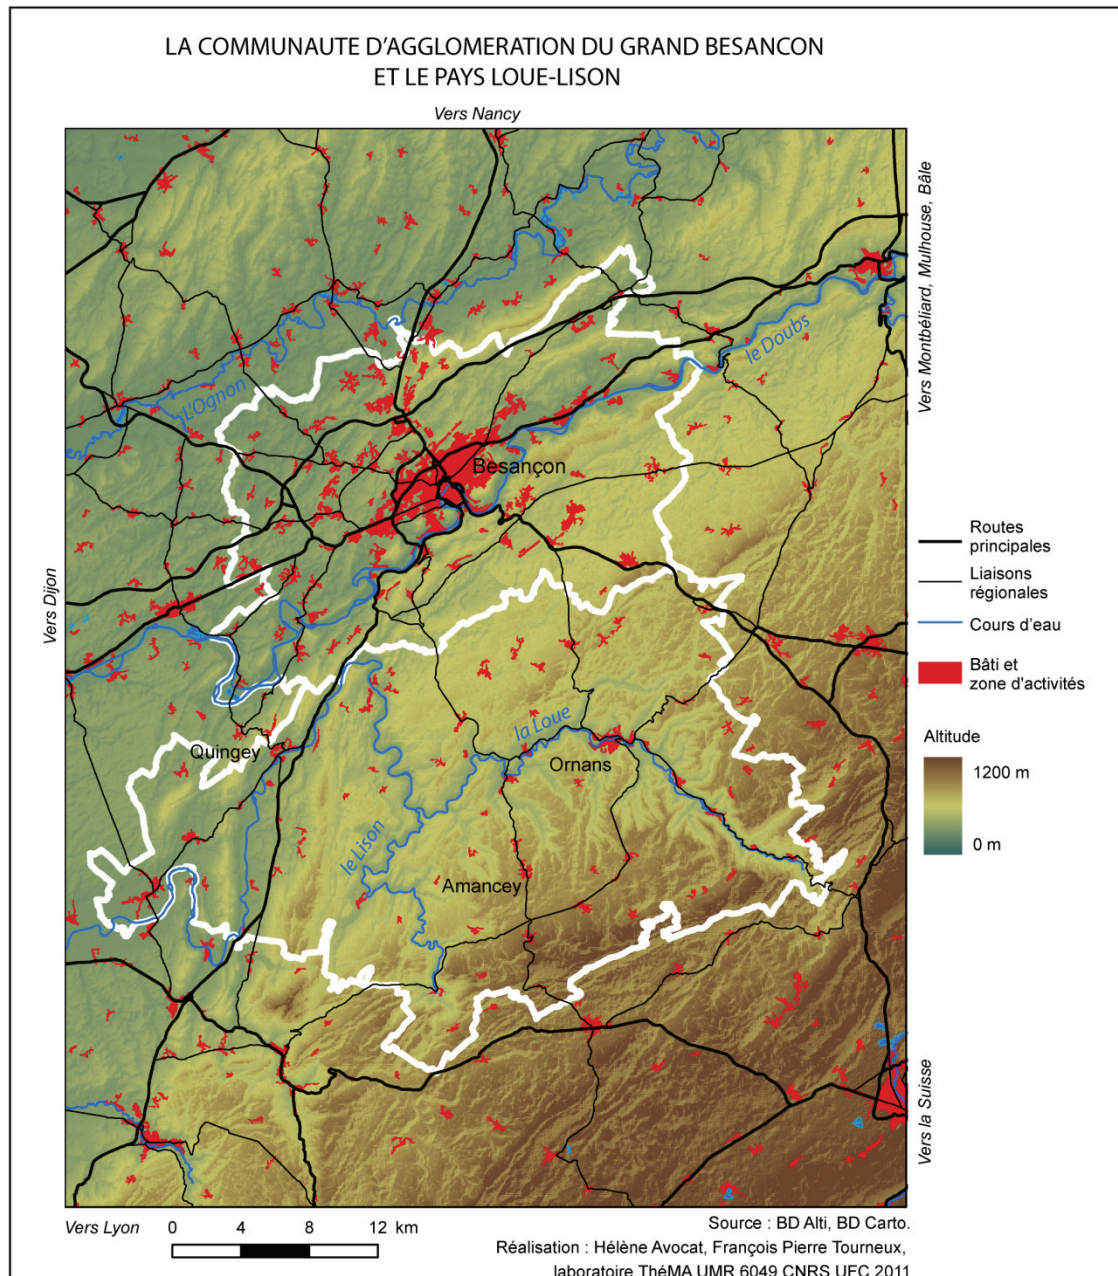 LA COMMUNAUTE D'AGGLOMERATION DU GRAND BESANCON
ET LE PAYS LOUE-LISON
Vers Nancy
Vers Montbéliard, Mulhouse, Bâle
le Doubs
L'Ognon
Besançon
Vers Dijon
Routes
principales
Liaisons
régionales
Cours d'eau
Bâti et
zone d'activités
la Loue
Quingey
Ornans
Altitude
1200 m
0 m
le Lison
Amancey
Vers la Suisse
Vers Lyon
0 4 8 12 km
Source : BD Alti, BD Carto.
Réalisation : Hélène Avocat, François Pierre Tourneux,
laboratoire ThéMA UMR 6049 CNRS UFC 2011